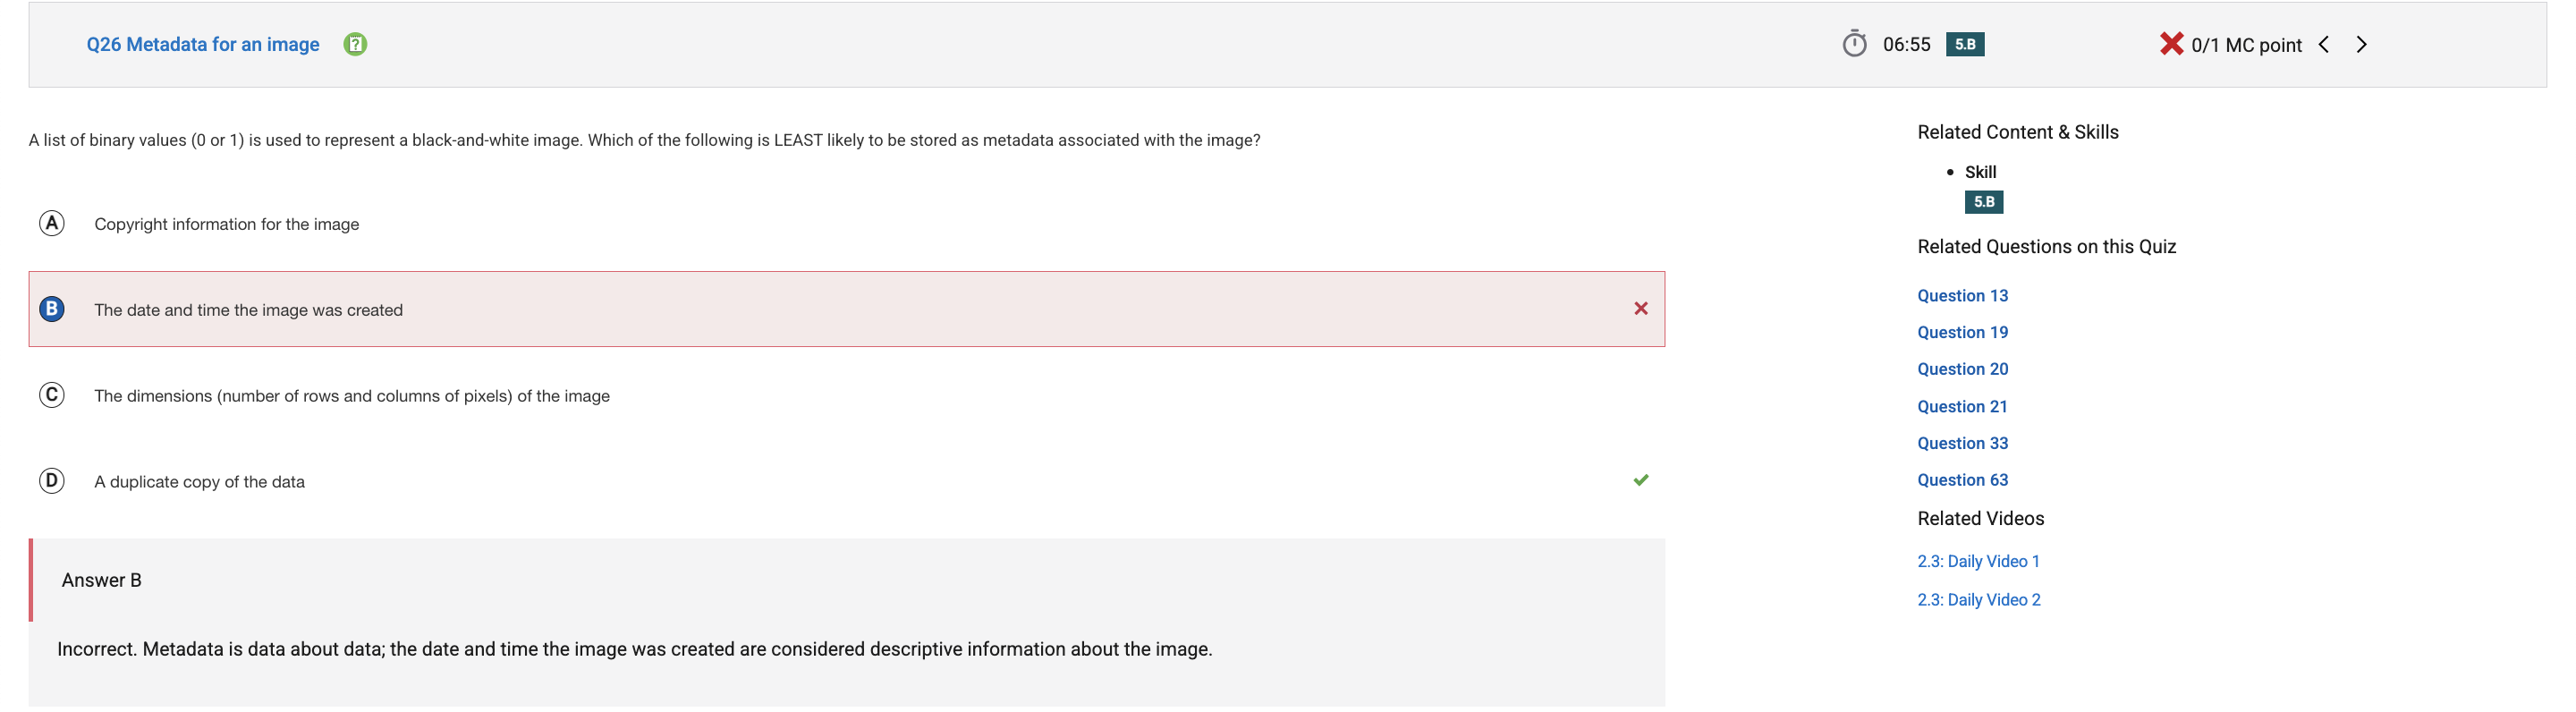 Q26 Metadata for an image
06:55 5.B
0/1 MC point
A list of binary values (0 or 1) is used to represent a black-and-white image. Which of the following is LEAST likely to be stored as metadata associated with the image?
A Copyright information for the image
B The date and time the image was created
C The dimensions (number of rows and columns of pixels) of the image
D A duplicate copy of the data
Answer B
Incorrect. Metadata is data about data; the date and time the image was created are considered descriptive information about the image.
Related Content & Skills
• Skill
5.B
Related Questions on this Quiz
Question 13
Question 19
Question 20
Question 21
Question 33
Question 63
Related Videos
2.3: Daily Video 1
2.3: Daily Video 2